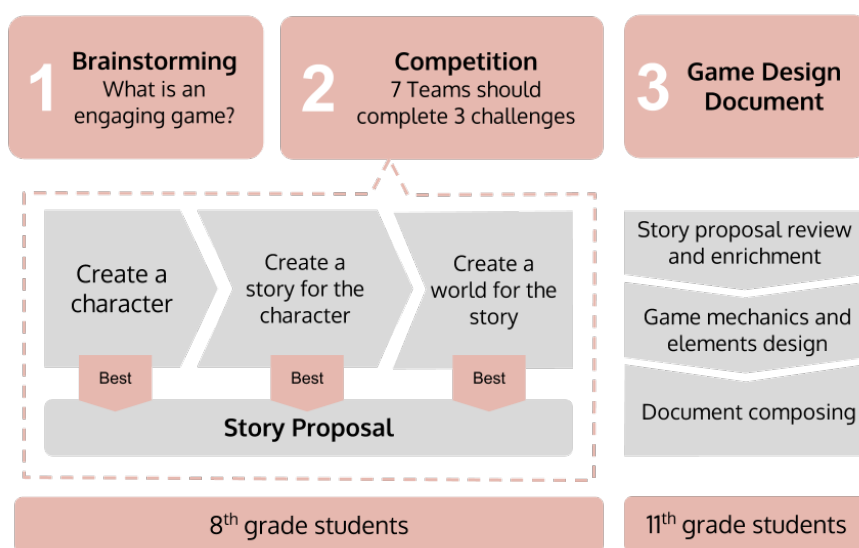 1
Brainstorming
What is an
engaging game?
2
Competition
7 Teams should
complete 3 challenges
3
Game Design
Document
Create a
character
Create a
story for the
character
Create a
world for the
story
Best
Best
Best
Story Proposal
Story proposal review
and enrichment
Game mechanics and
elements design
Document composing
8th grade students
11th grade students